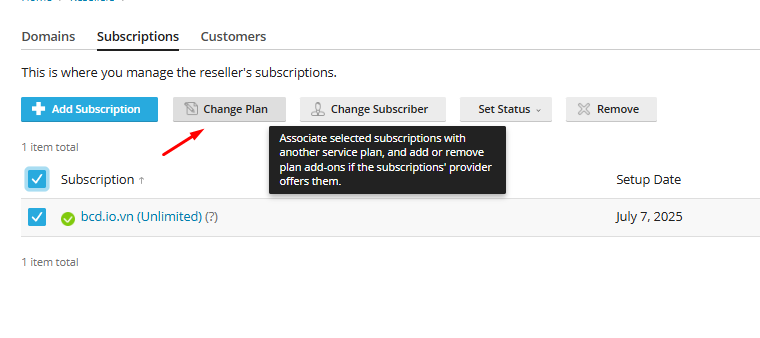 Domains Subscriptions Customers
This is where you manage the reseller's subscriptions.
Add Subscription Change Plan Change Subscriber Set Status Remove
1 item total
Associate selected subscriptions with
another service plan, and add or remove
plan add-ons if the subscriptions' provider
offers them.
Subscription ↑ Setup Date
bcd.io.vn (Unlimited) (?) July 7, 2025
1 item total